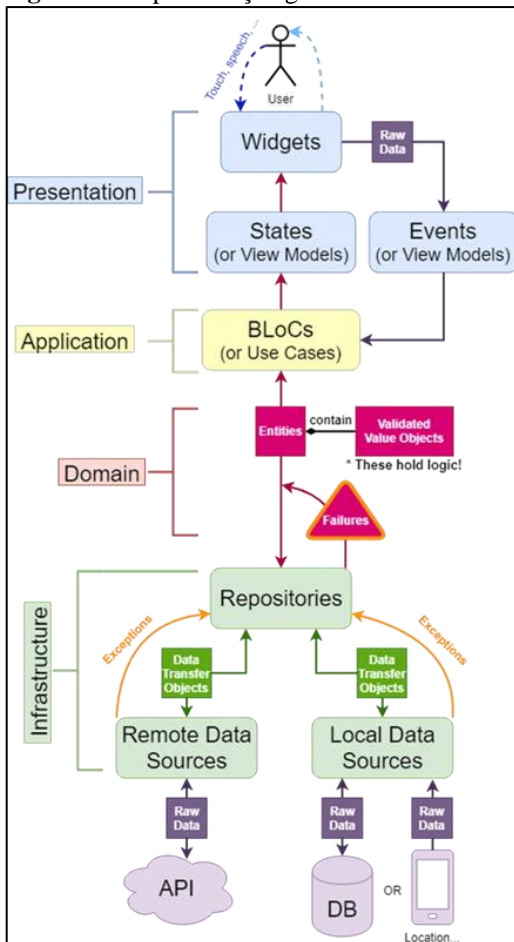 Touch, speech, ...
User
Widgets
Raw
Data
Presentation
States
(or View Models)
Events
(or View Models)
Application
BLoCs
(or Use Cases)
Entities
contain
Validated
Value Objects
* These hold logic!
Domain
Failures
Infrastructure
Repositories
Exceptions
Exceptions
Data
Transfer
Objects
Data
Transfer
Objects
Remote Data
Sources
Local Data
Sources
Raw
Data
Raw
Data
Raw
Data
API
DB
OR
Location...